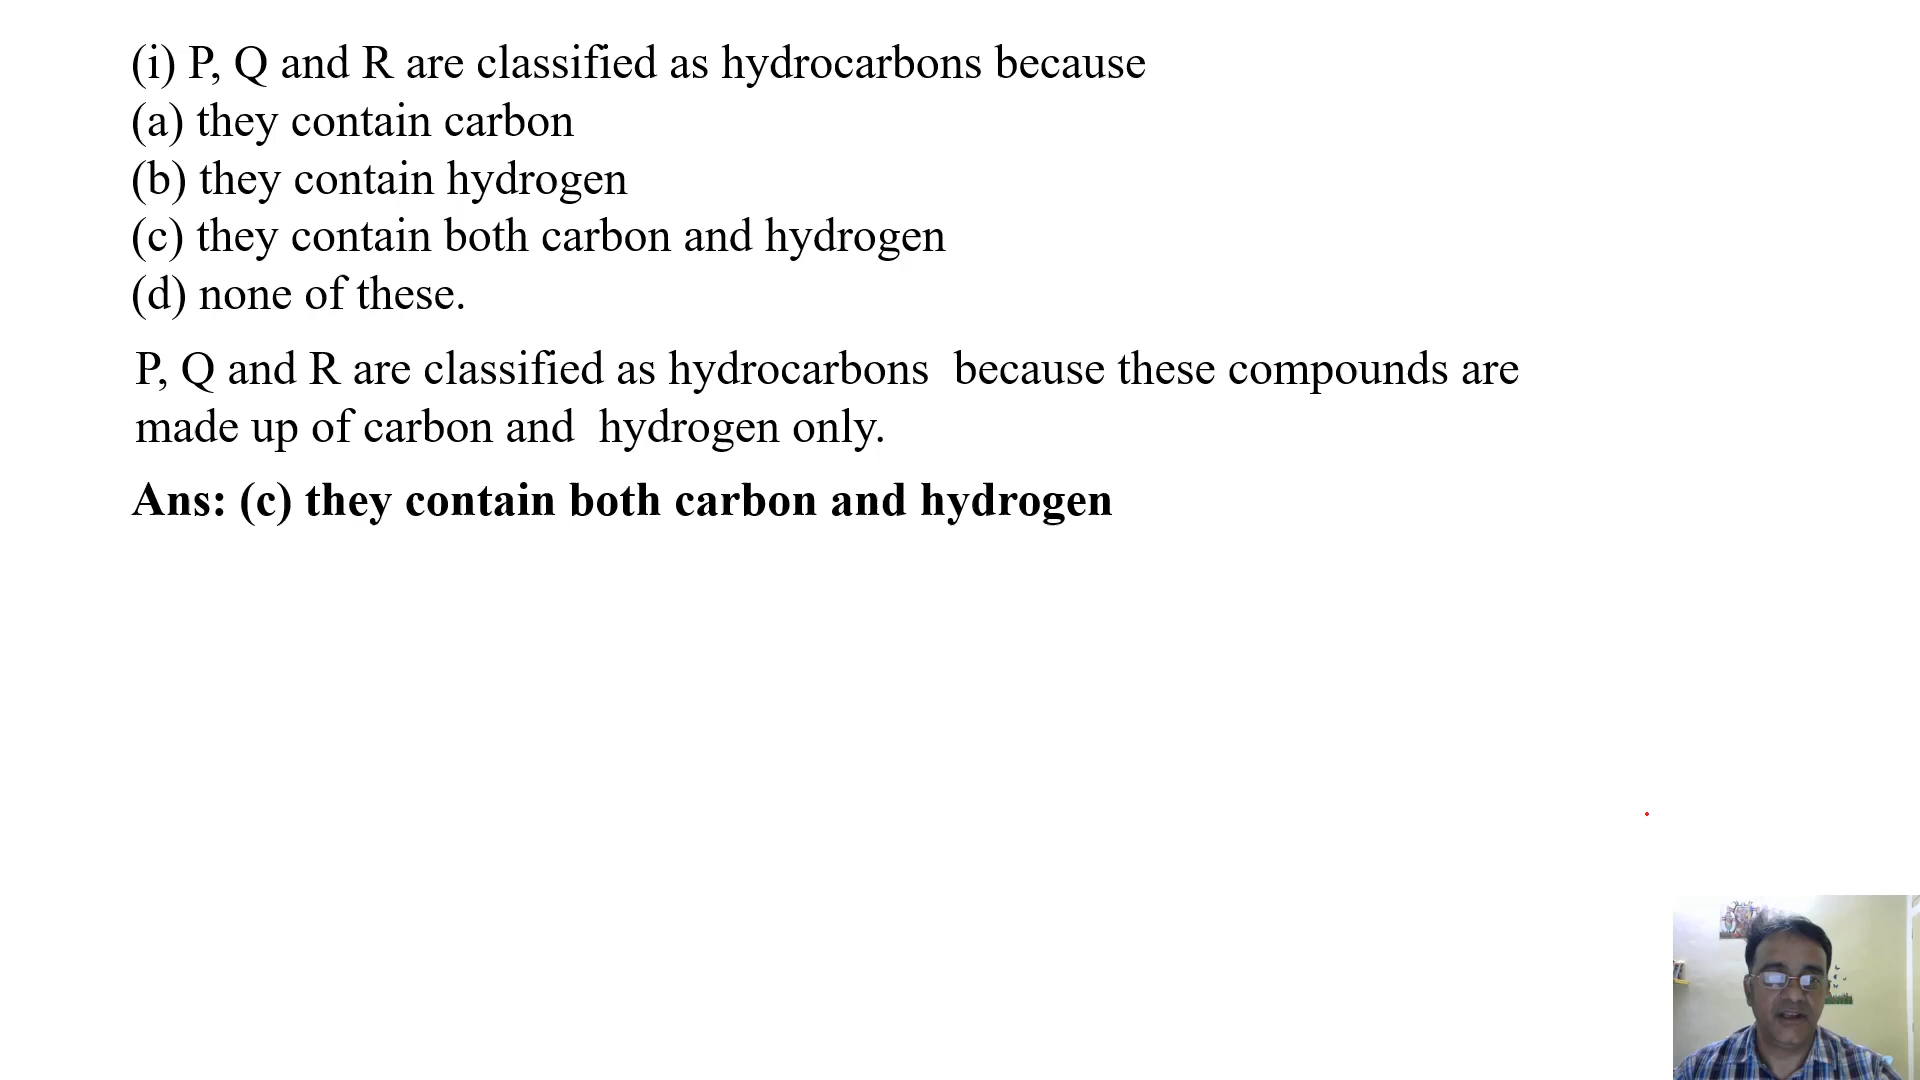 (i) P, Q and R are classified as hydrocarbons because
(a) they contain carbon
(b) they contain hydrogen
(c) they contain both carbon and hydrogen
(d) none of these.
P, Q and R are classified as hydrocarbons  because these compounds are
made up of carbon and  hydrogen only.
Ans: (c) they contain both carbon and hydrogen